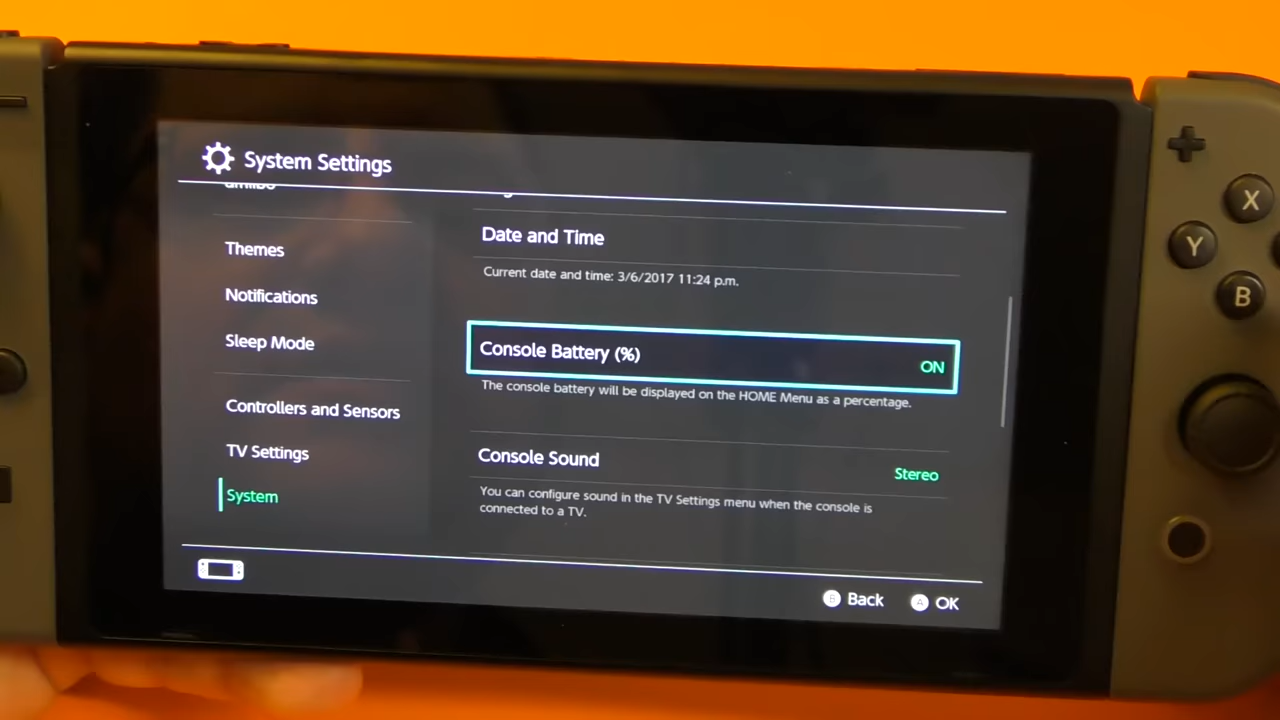 System Settings
Themes
Notifications
Sleep Mode
Controllers and Sensors
TV Settings
System
Date and Time
Current date and time: 3/6/2017 11:24 p.m.
Console Battery (%) ON
The console battery will be displayed on the HOME Menu as a percentage.
Console Sound Stereo
You can configure sound in the TV Settings menu when the console is
connected to a TV.
B Back A OK
X
Y
B